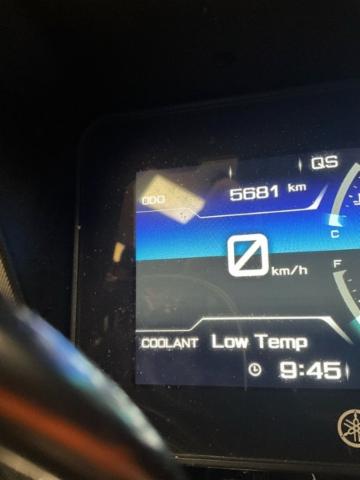 QS
ODO 5681 km
0 km/h
C
F
COOLANT Low Temp
9:45